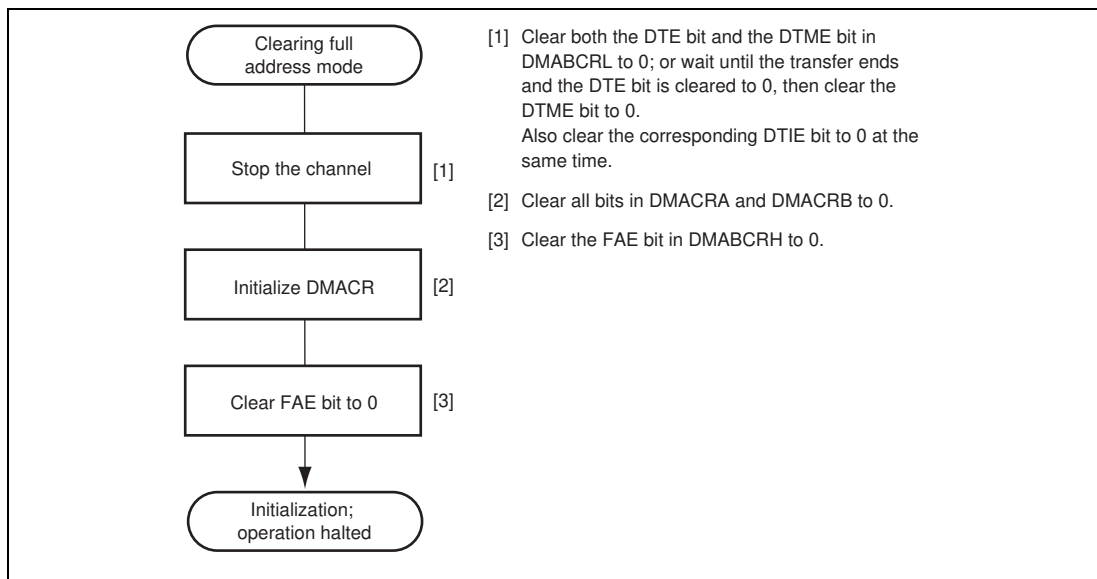 Clearing full
address mode
Stop the channel
[1]
Initialize DMACR
[2]
Clear FAE bit to 0
[3]
Initialization;
operation halted
[1] Clear both the DTE bit and the DTME bit in
DMABCRL to 0; or wait until the transfer ends
and the DTE bit is cleared to 0, then clear the
DTME bit to 0.
Also clear the corresponding DTIE bit to 0 at the
same time.
[2] Clear all bits in DMACRA and DMACRB to 0.
[3] Clear the FAE bit in DMABCRH to 0.